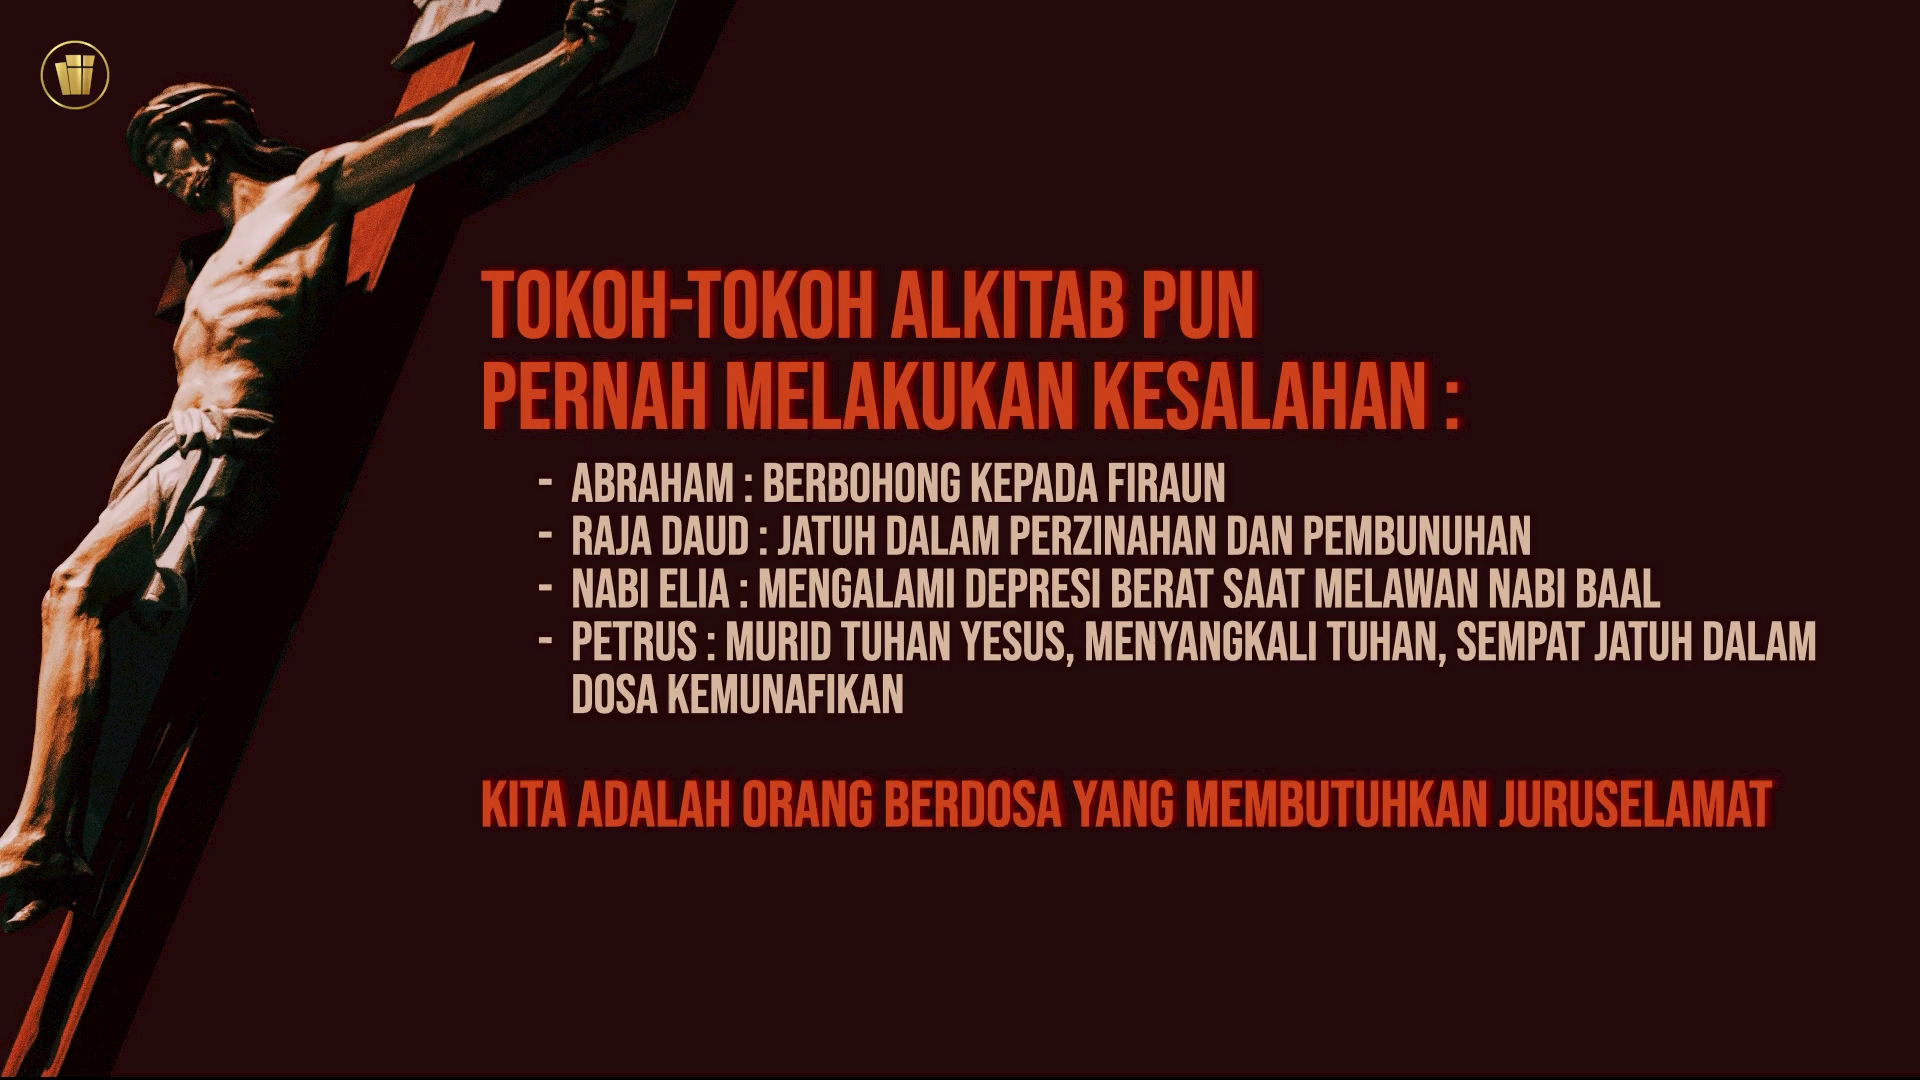 TOKOH-TOKOH ALKITAB PUN
PERNAH MELAKUKAN KESALAHAN :
- ABRAHAM : BERBOHONG KEPADA FIRAUN
- RAJA DAUD : JATUH DALAM PERZINAHAN DAN PEMBUNUHAN
- NABI ELIA : MENGALAMI DEPRESI BERAT SAAT MELAWAN NABI BAAL
- PETRUS : MURID TUHAN YESUS, MENYANGKALI TUHAN, SEMPAT JATUH DALAM
DOSA KEMUNAFIKAN
KITA ADALAH ORANG BERDOSA YANG MEMBUTUHKAN JURUSELAMAT